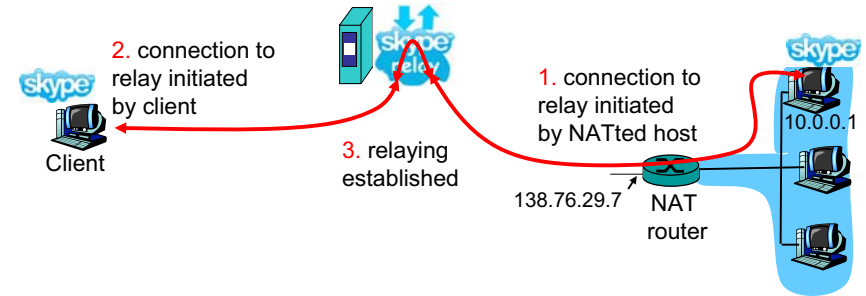 skype
2. connection to
relay initiated
by client
Client
skype
relay
3. relaying
established
1. connection to
relay initiated
by NATted host
skype
10.0.0.1
138.76.29.7
NAT
router